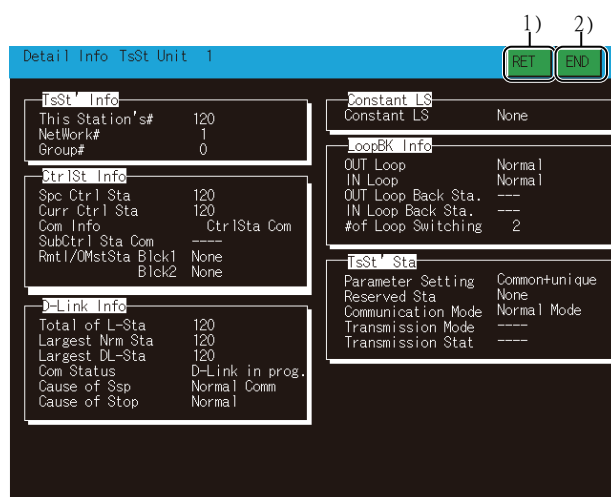 1) 2)
Detail Info TsSt Unit 1 RET END
TsSt' Info
This Station's# 120
NetWork# 1
Group# 0
CtrlSt Info
Spc Ctrl Sta 120
Curr Ctrl Sta 120
Com Info CtrlSta Com
SubCtrl Sta Com ----
Rmtl/OMstSta Blck1 None
Blck2 None
D-Link Info
Total of L-Sta 120
Largest Nrm Sta 120
Largest DL-Sta 120
Com Status D-Link in prog.
Cause of Ssp Normal Comm
Cause of Stop Normal
Constant LS
Constant LS None
LoopBK Info
OUT Loop Normal
IN Loop Normal
OUT Loop Back Sta. ---
IN Loop Back Sta. ---
#of Loop Switching 2
TsSt' Sta
Parameter Setting Common+unique
Reserved Sta None
Communication Mode Normal Mode
Transmission Mode ----
Transmission Stat ----